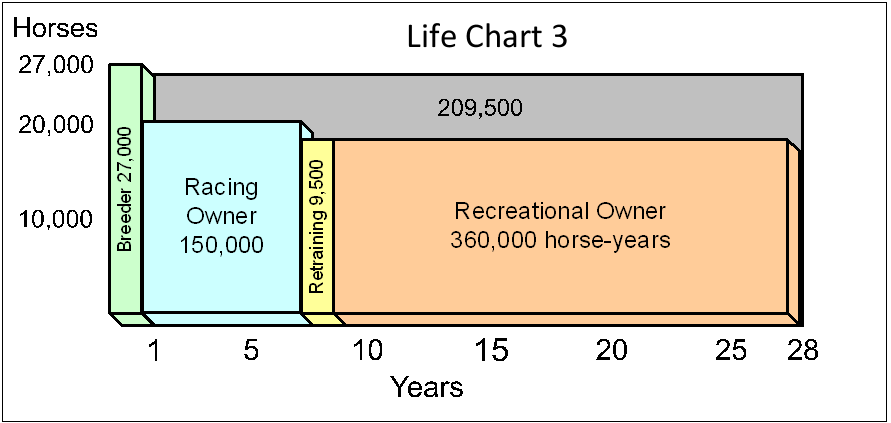 Horses
Life Chart 3
27,000
20,000
10,000
209,500
Breeder 27,000
Racing
Owner
150,000
Retraining 9,500
Recreational Owner
360,000 horse-years
1 5 10 15 20 25 28
Years